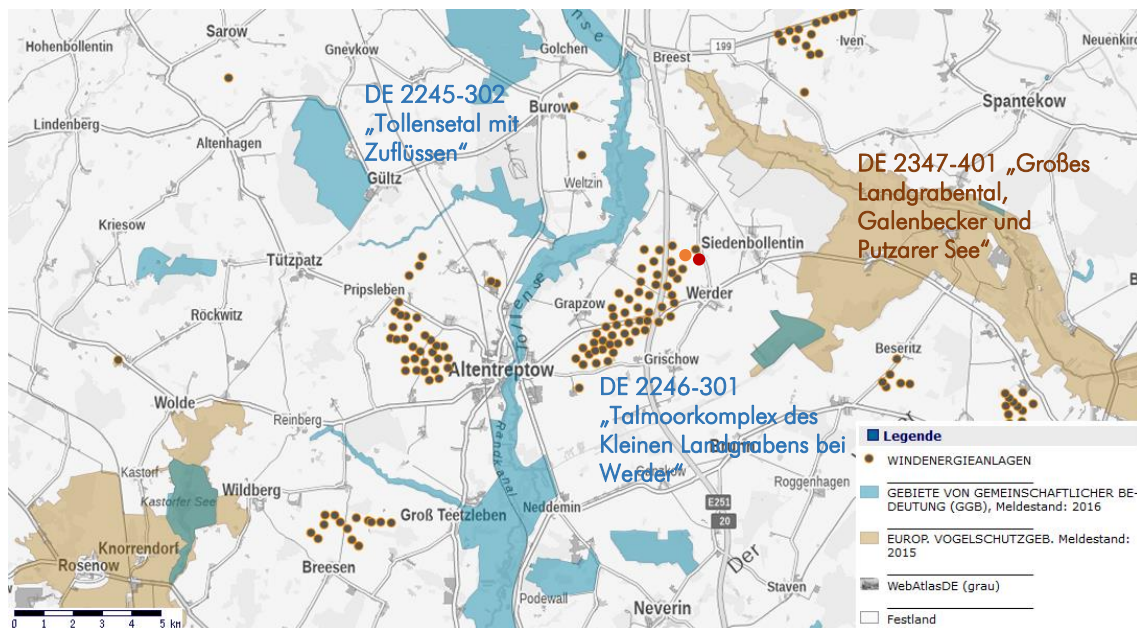 Sarow
Hohenbollentin
Gnevkow
Golchen
Breest
199
Iven
Neuenkirc
Spantekow
DE 2245-302
„Tollensetal mit
Zuflüssen“
Burow
Lindenberg
Altenhagen
Gültz
Weltzin
DE 2347-401 „Großes
Landgrabental,
Galenbecker und
Putzarer See“
Kriesow
Tützpatz
Siedenbollentin
Tollense
Pripsleben
Grapzow
Werder
Röckwitz
Altentreptow
Grischow
Beseritz
Wolde
Reinberg
DE 2246-301
„Talmoorkomplex des
Kleinen Landgrabens bei
Werder“
Randkanal
Kastorf
Kastorfer See
Wildberg
Roggenhagen
Groß Teetzleben
Neddemin
E251
20
Knorrendorf
Rosenow
Breesen
Der
Staven
Podewall
Neverin
0 1 2 3 4 5 km
Legende
WINDENERGIEANLAGEN
GEBIETE VON GEMEINSCHAFTLICHER BE-
DEUTUNG (GGB), Meldestand: 2016
EUROP. VOGELSCHUTZGEB. Meldestand:
2015
WebAtlasDE (grau)
Festland